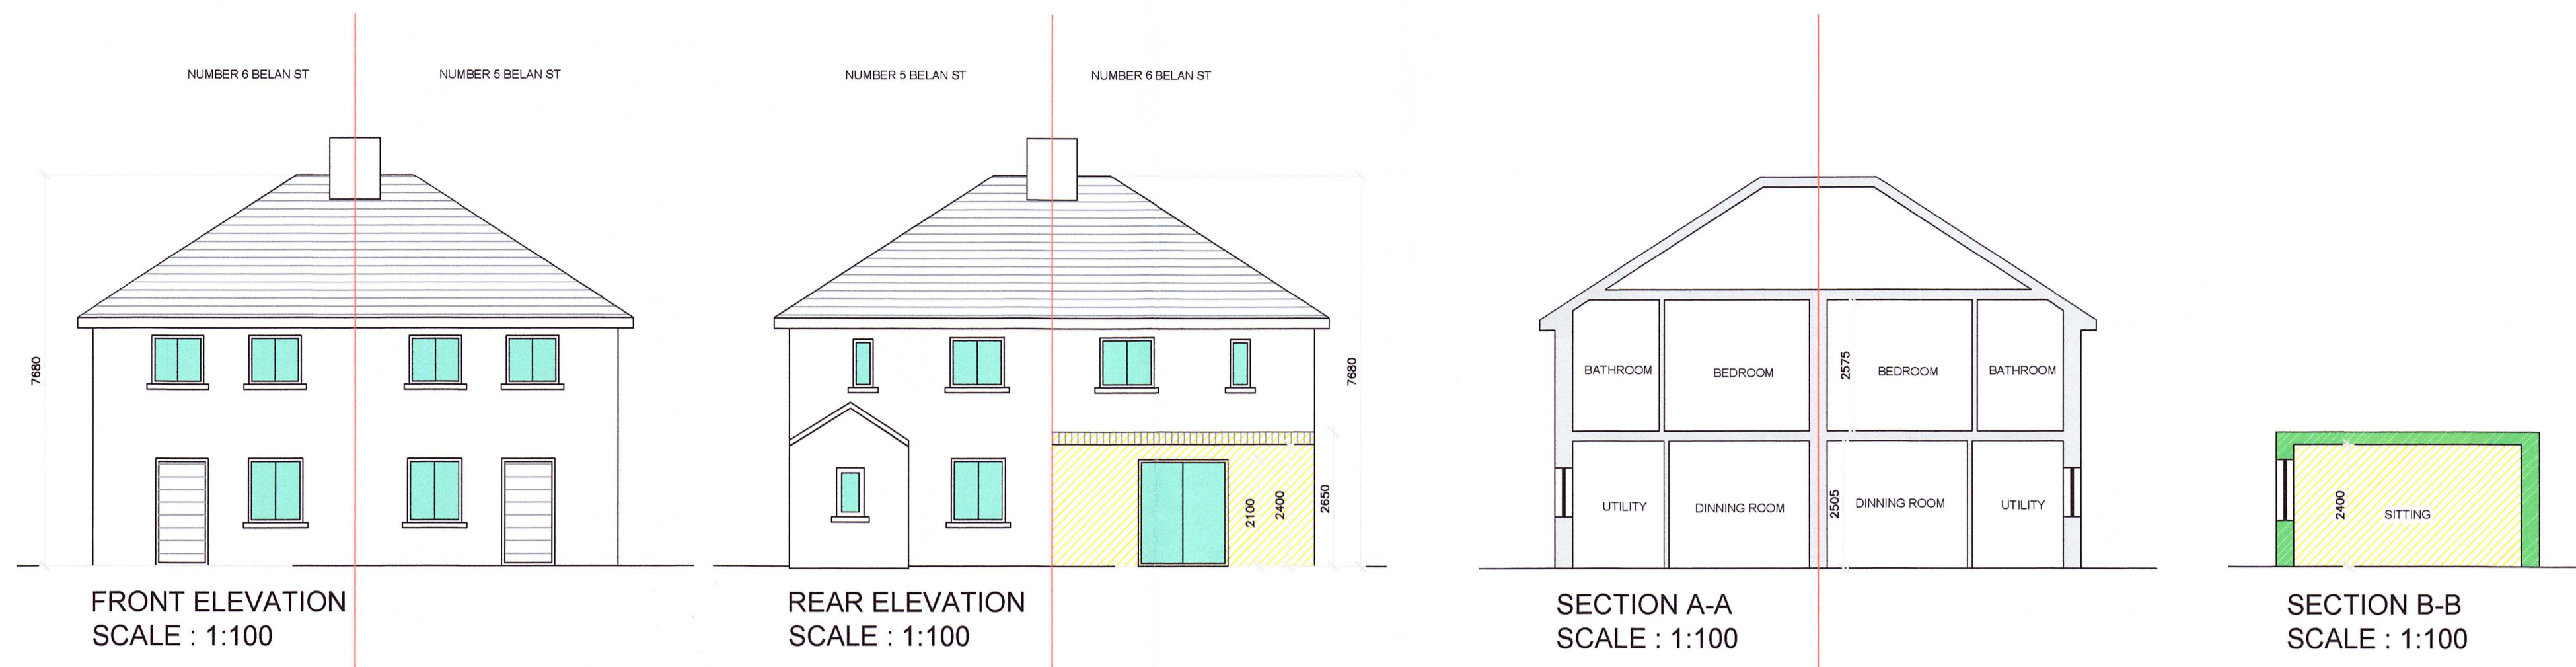 NUMBER 6 BELAN ST
NUMBER 5 BELAN ST
7680
FRONT ELEVATION
SCALE : 1:100
NUMBER 5 BELAN ST
NUMBER 6 BELAN ST
7680
2100
2400
2650
REAR ELEVATION
SCALE : 1:100
BATHROOM
BEDROOM
2575
BEDROOM
BATHROOM
UTILITY
DINNING ROOM
2505
DINNING ROOM
UTILITY
SECTION A-A
SCALE : 1:100
2400
SITTING
SECTION B-B
SCALE : 1:100